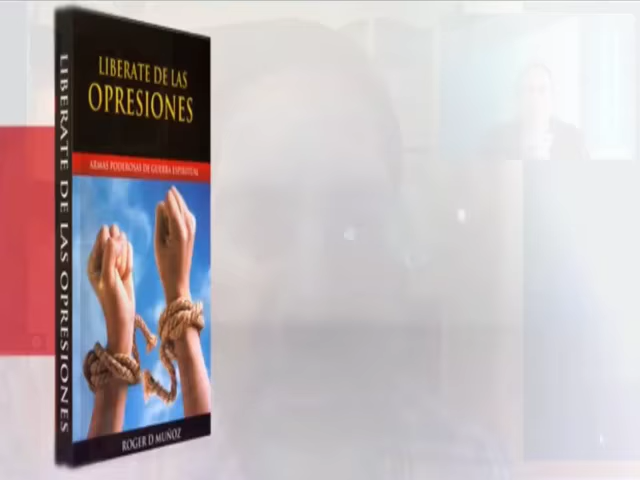 LIBERATE DE LAS
OPRESIONES
ARMAS PODEROSAS DE GUERRA ESPIRITUAL
LIBERATE DE LAS OPRESIONES
ROGER D MUÑOZ